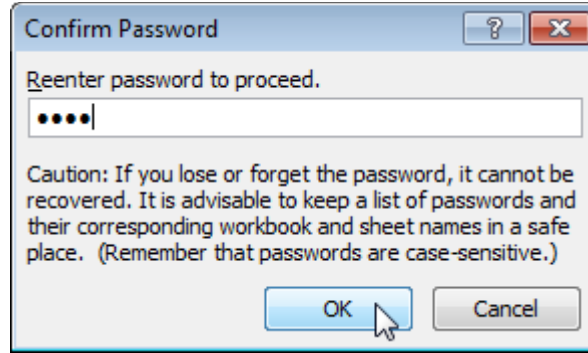 Confirm Password
Reenter password to proceed.
••••
Caution: If you lose or forget the password, it cannot be
recovered. It is advisable to keep a list of passwords and
their corresponding workbook and sheet names in a safe
place.  (Remember that passwords are case-sensitive.)
OK
Cancel